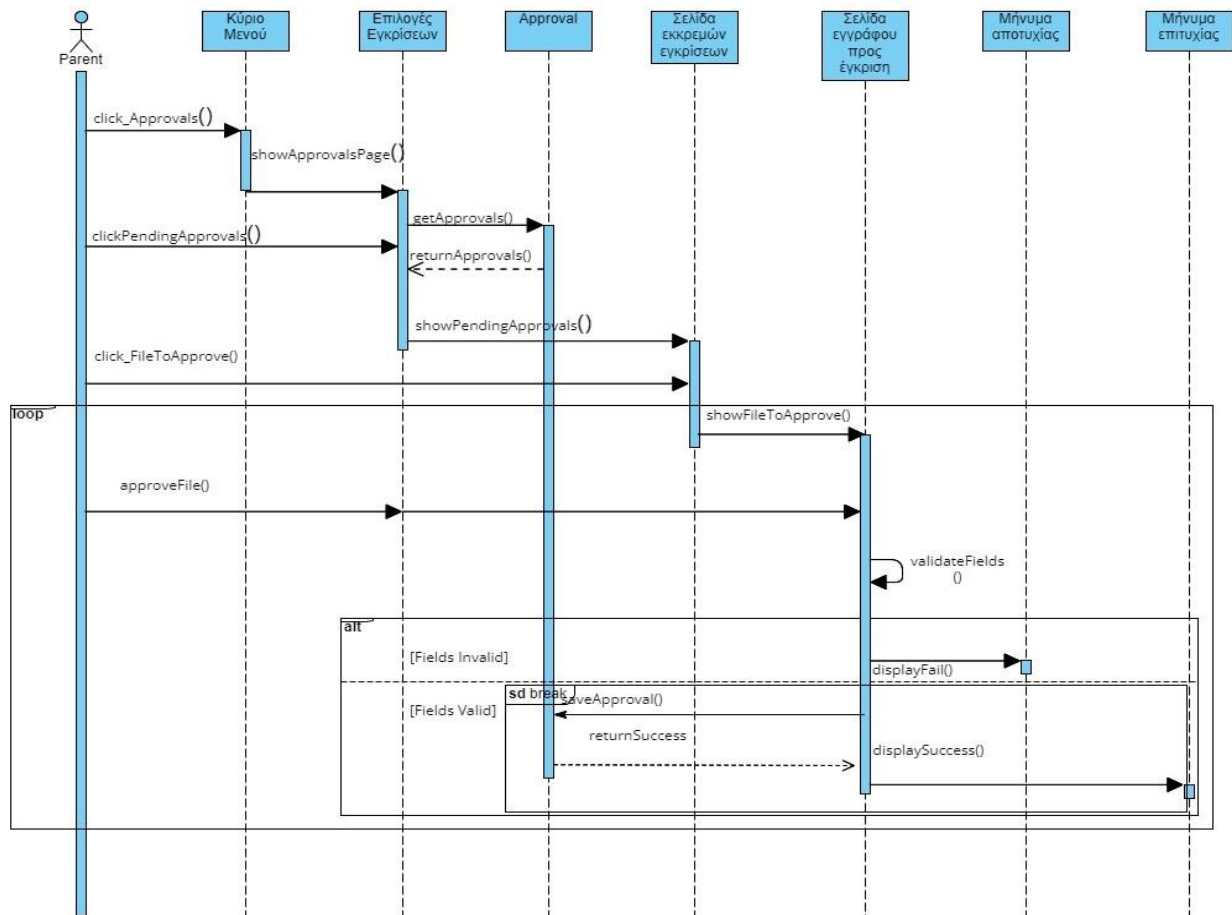 Parent
Κύριο
Μενού
Επιλογές
Εγκρίσεων
Approval
Σελίδα
εκκρεμών
εγκρίσεων
Σελίδα
εγγράφου
προς
έγκριση
Μήνυμα
αποτυχίας
Μήνυμα
επιτυχίας
click_Approvals()
showApprovalsPage()
getApprovals()
clickPendingApprovals()
returnApprovals()
showPendingApprovals()
click_FileToApprove()
loop
showFileToApprove()
approveFile()
validateFields
()
alt
[Fields Invalid]
displayFail()
sd break
saveApproval()
[Fields Valid]
returnSuccess
displaySuccess()